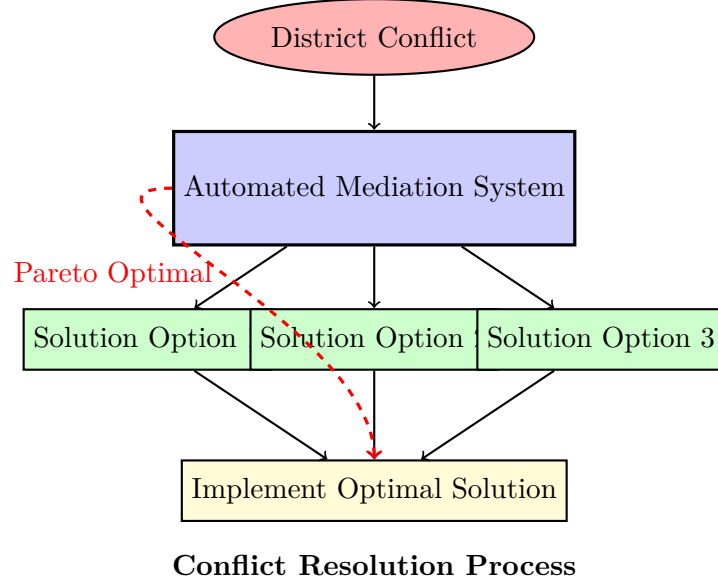 District Conflict
Automated Mediation System
Pareto Optimal
Solution Option
Solution Option
Solution Option 3
Implement Optimal Solution
Conflict Resolution Process